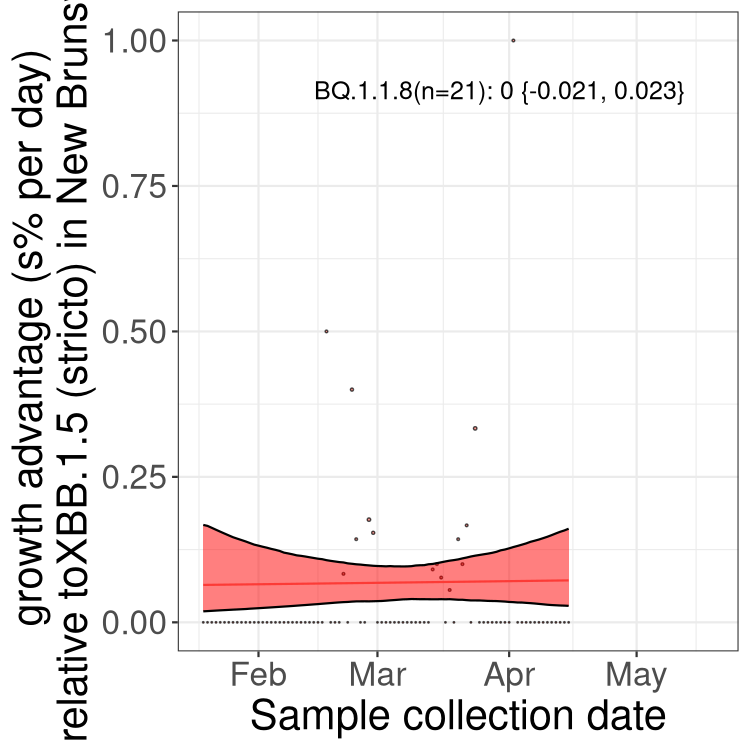 growth advantage (s% per day)
relative toXBB.1.5 (stricto) in New
1.00
0.75
0.50
0.25
0.00
BQ.1.1.8(n=21): 0 {-0.021, 0.023}
Feb Mar Apr May
Sample collection date